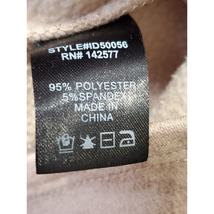 STYLE#ID50056
RN# 142577
95% POLYESTER
5%SPANDEX
MADE IN
CHINA